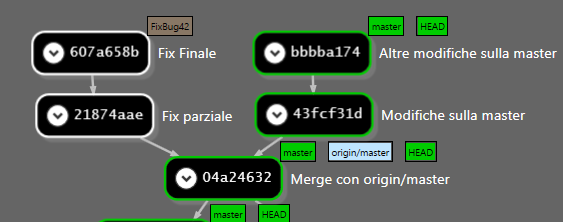 FixBug42
master HEAD
607a658b Fix Finale
bbbba174 Altre modifiche sulla master
21874aae Fix parziale
43fcf31d Modifiche sulla master
master origin/master HEAD
04a24632 Merge con origin/master
master HEAD